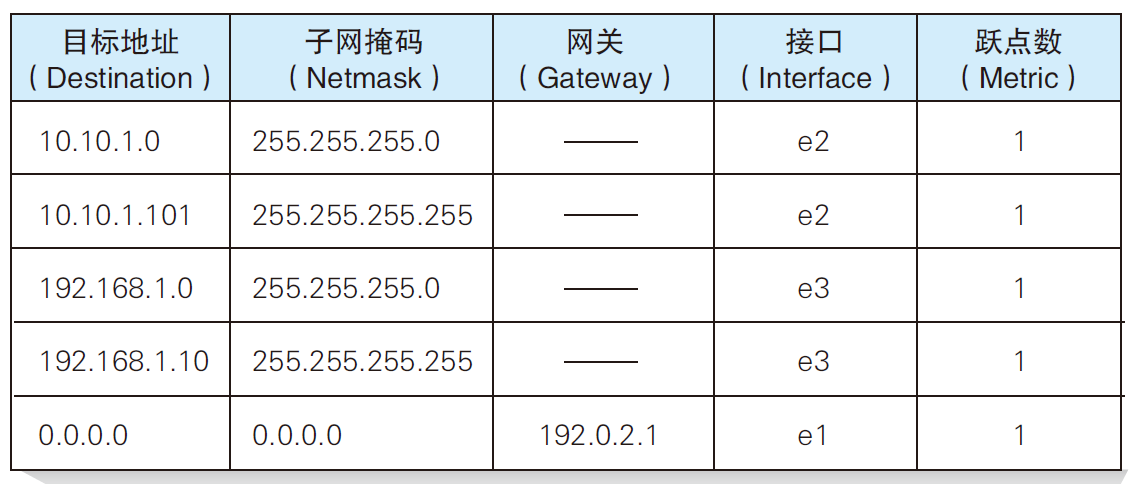 目标地址 子网掩码 网关 接口 跃点数
（Destination） （Netmask） （Gateway） （Interface） （Metric）
10.10.1.0 255.255.255.0 —— e2 1
10.10.1.101 255.255.255.255 —— e2 1
192.168.1.0 255.255.255.0 —— e3 1
192.168.1.10 255.255.255.255 —— e3 1
0.0.0.0 0.0.0.0 192.0.2.1 e1 1